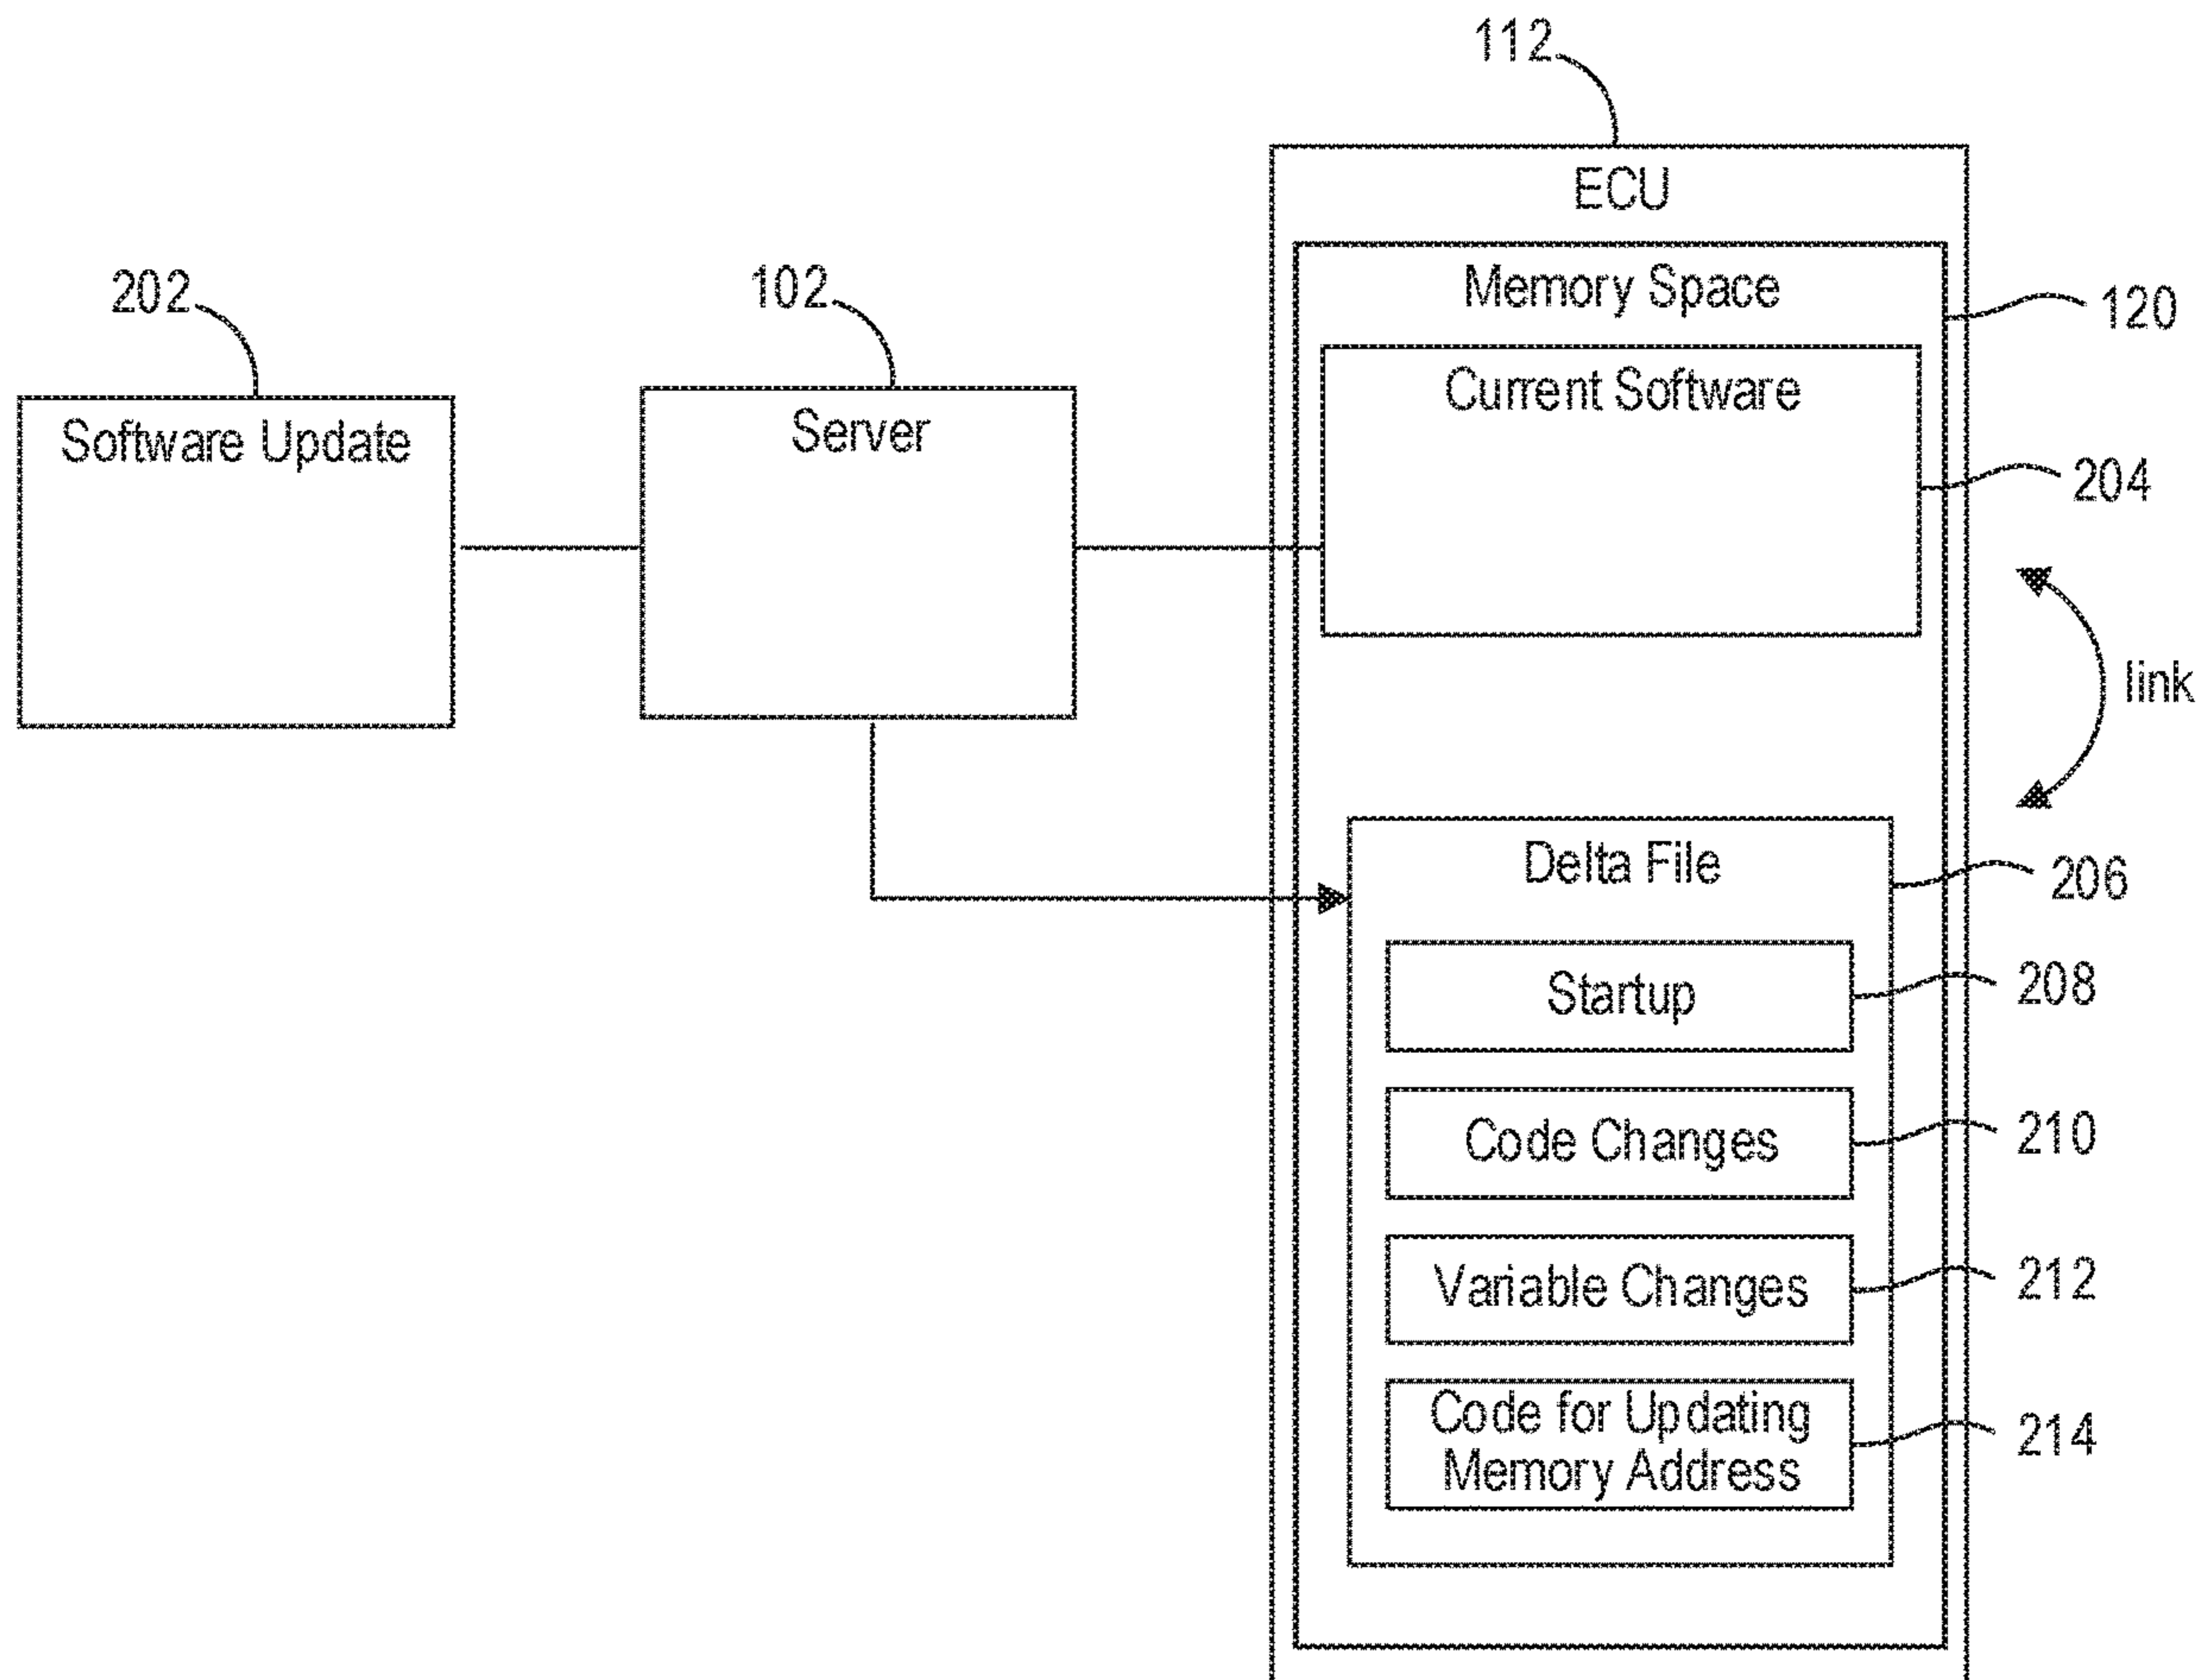 112
ECU
Memory Space
120
202
102
Current Software
Software Update
Server
204
link
Delta File
206
Startup
208
Code Changes
210
Variable Changes
212
Code for Updating
Memory Address
214